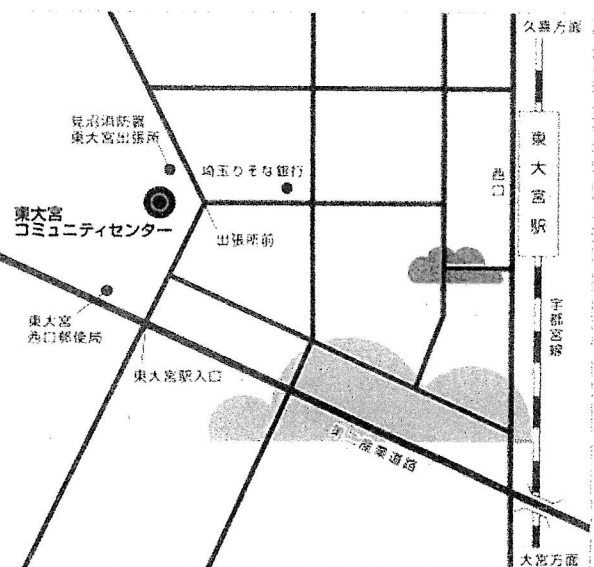 久喜方面
見沼消防署
東大宮出張所
埼玉りそな銀行
西口
東大宮駅
東大宮
コミュニティセンター
出張所前
宇都宮線
東大宮
西口郵便局
東大宮駅入口
第二産業道路
大宮方面